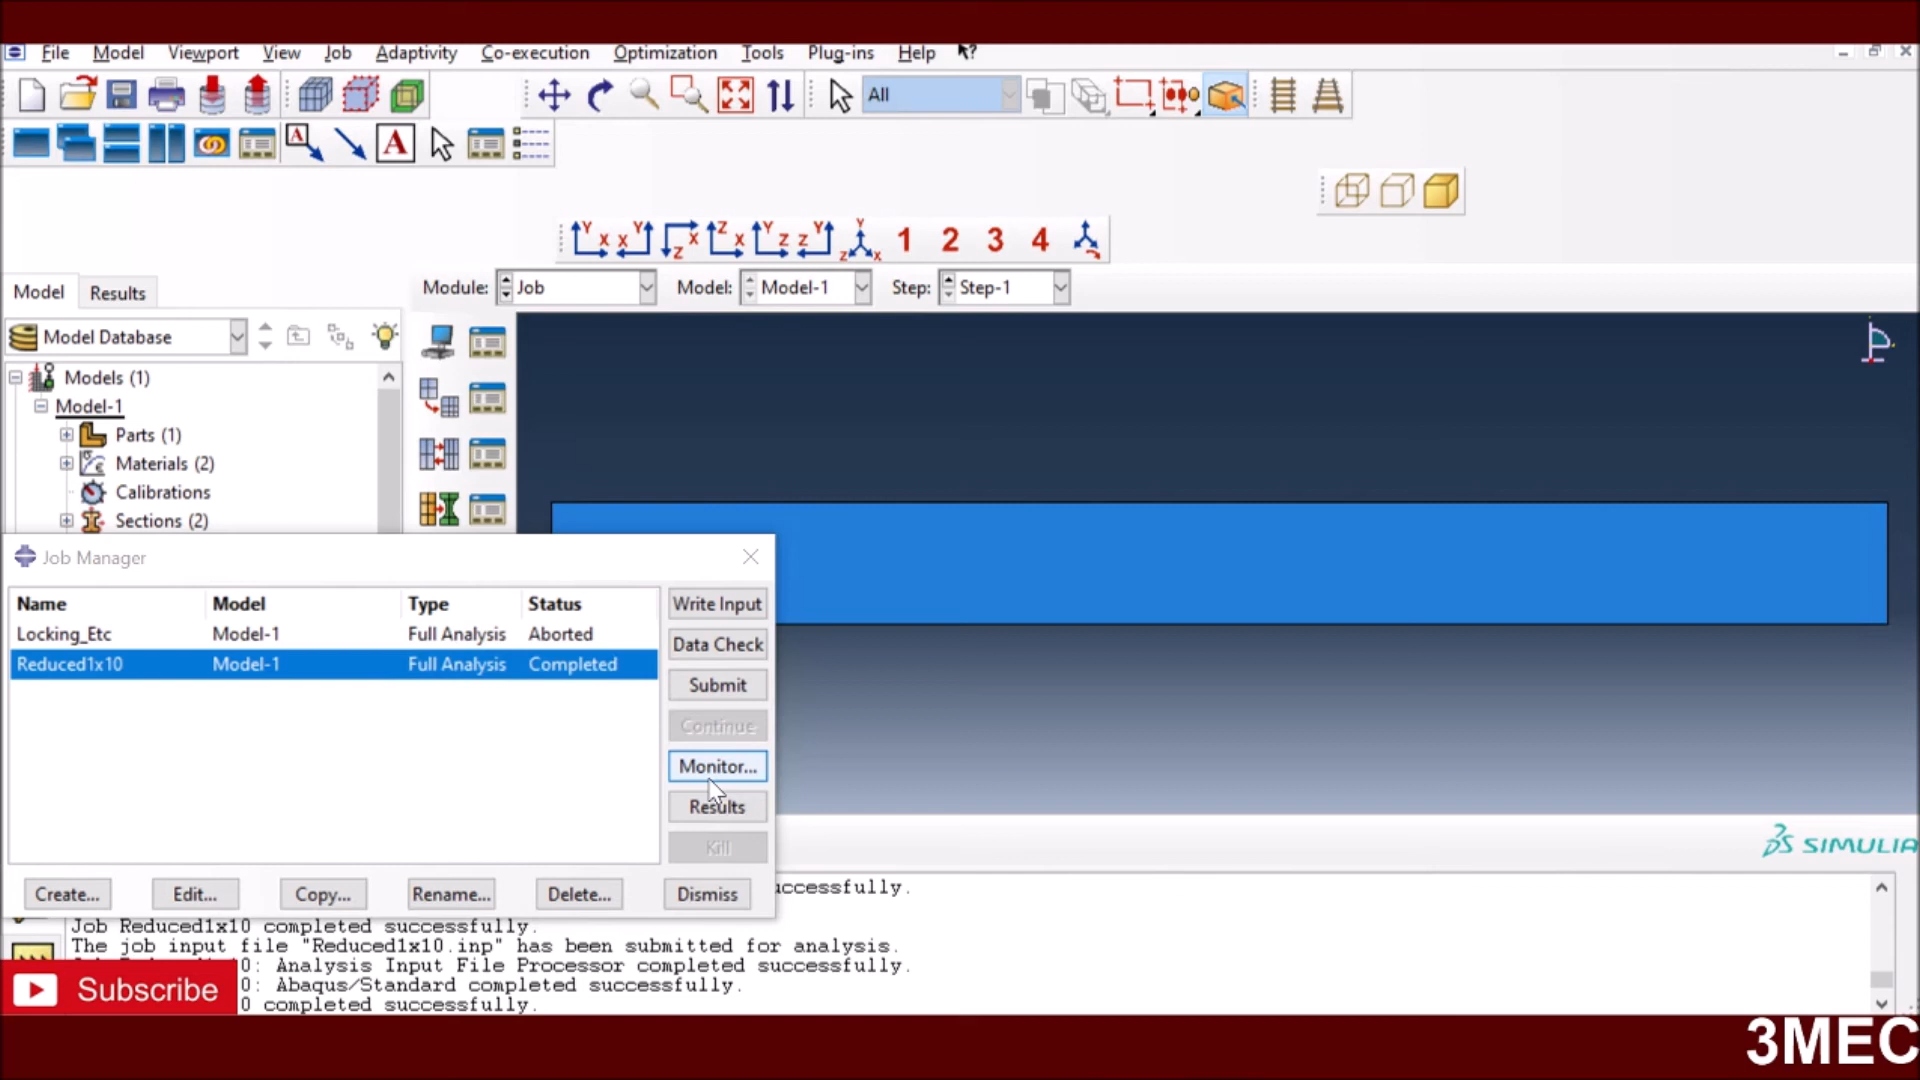 File Model Viewport View Job Adaptivity Co-execution Optimization Tools Plug-ins Help
All
A A
Y X X Y Z X Z X Y Z Z Y Y Z X 1 2 3 4
Model Results Module: Job Model: Model-1 Step: Step-1
Model Database
Models (1)
Model-1
Parts (1)
Materials (2)
Calibrations
Sections (2)
Job Manager
Name Model Type Status
Locking_Etc Model-1 Full Analysis Aborted
Reduced1x10 Model-1 Full Analysis Completed
Write Input
Data Check
Submit
Continue
Monitor...
Results
Kill
Create... Edit... Copy... Rename... Delete... Dismiss
SIMULIA
successfully.
Job Reduced1x10 completed successfully.
The job input file "Reduced1x10.inp" has been submitted for analysis.
0: Analysis Input File Processor completed successfully.
0: Abaqus/Standard completed successfully.
0 completed successfully.
Subscribe
3MEC